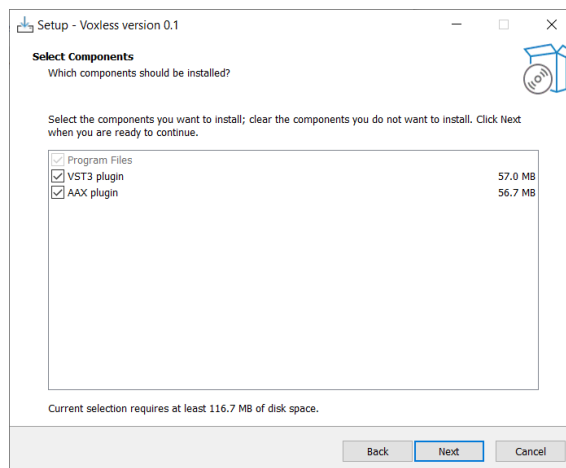 Setup - Voxless version 0.1
Select Components
Which components should be installed?
Select the components you want to install; clear the components you do not want to install. Click Next
when you are ready to continue.
Program Files
VST3 plugin 57.0 MB
AAX plugin 56.7 MB
Current selection requires at least 116.7 MB of disk space.
Back Next Cancel